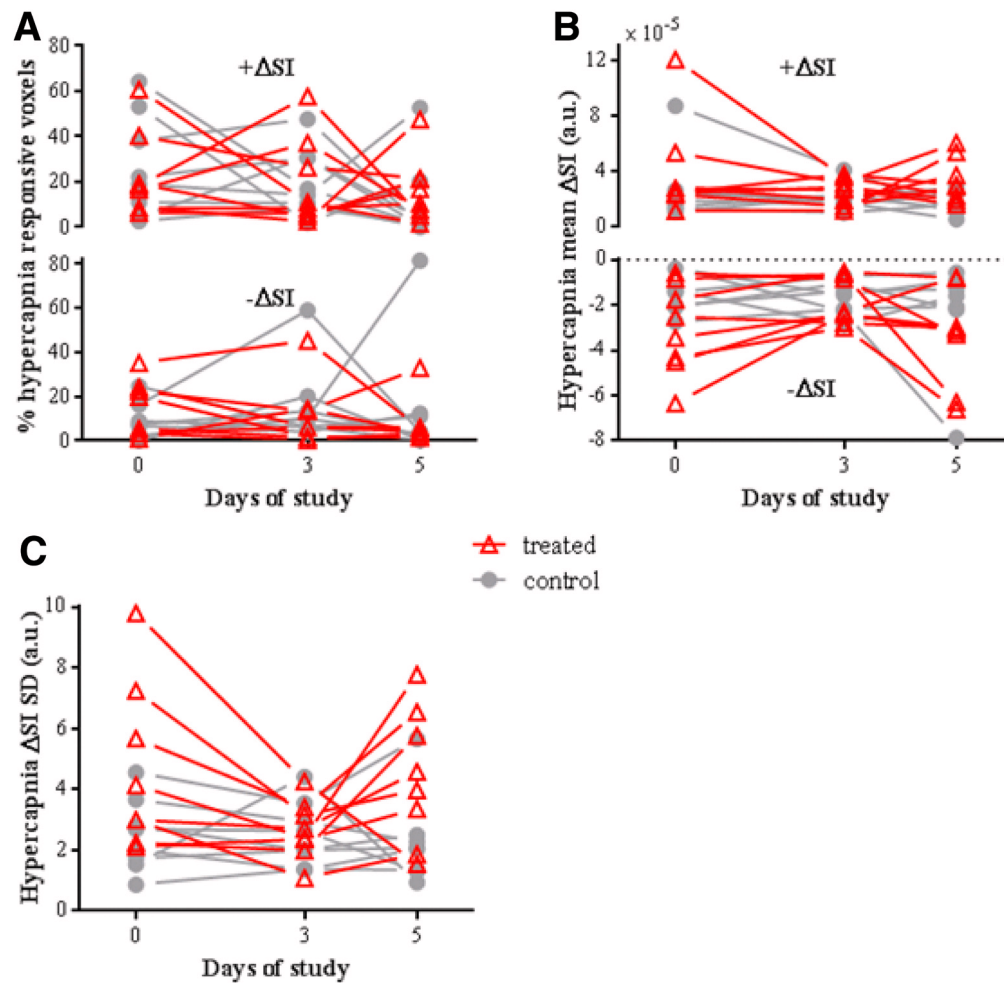 A
% hypercapnia responsive voxels
80
60
40
20
0
+ΔSI
80
60
40
20
0
-ΔSI
0 3 5
Days of study
B
Hypercapnia mean ΔSI (a.u.)
x 10-5
12
8
4
0
+ΔSI
0
-2
-4
-6
-8
-ΔSI
0 3 5
Days of study
C
treated
control
Hypercapnia ΔSI SD (a.u.)
10
8
6
4
2
0
0 3 5
Days of study